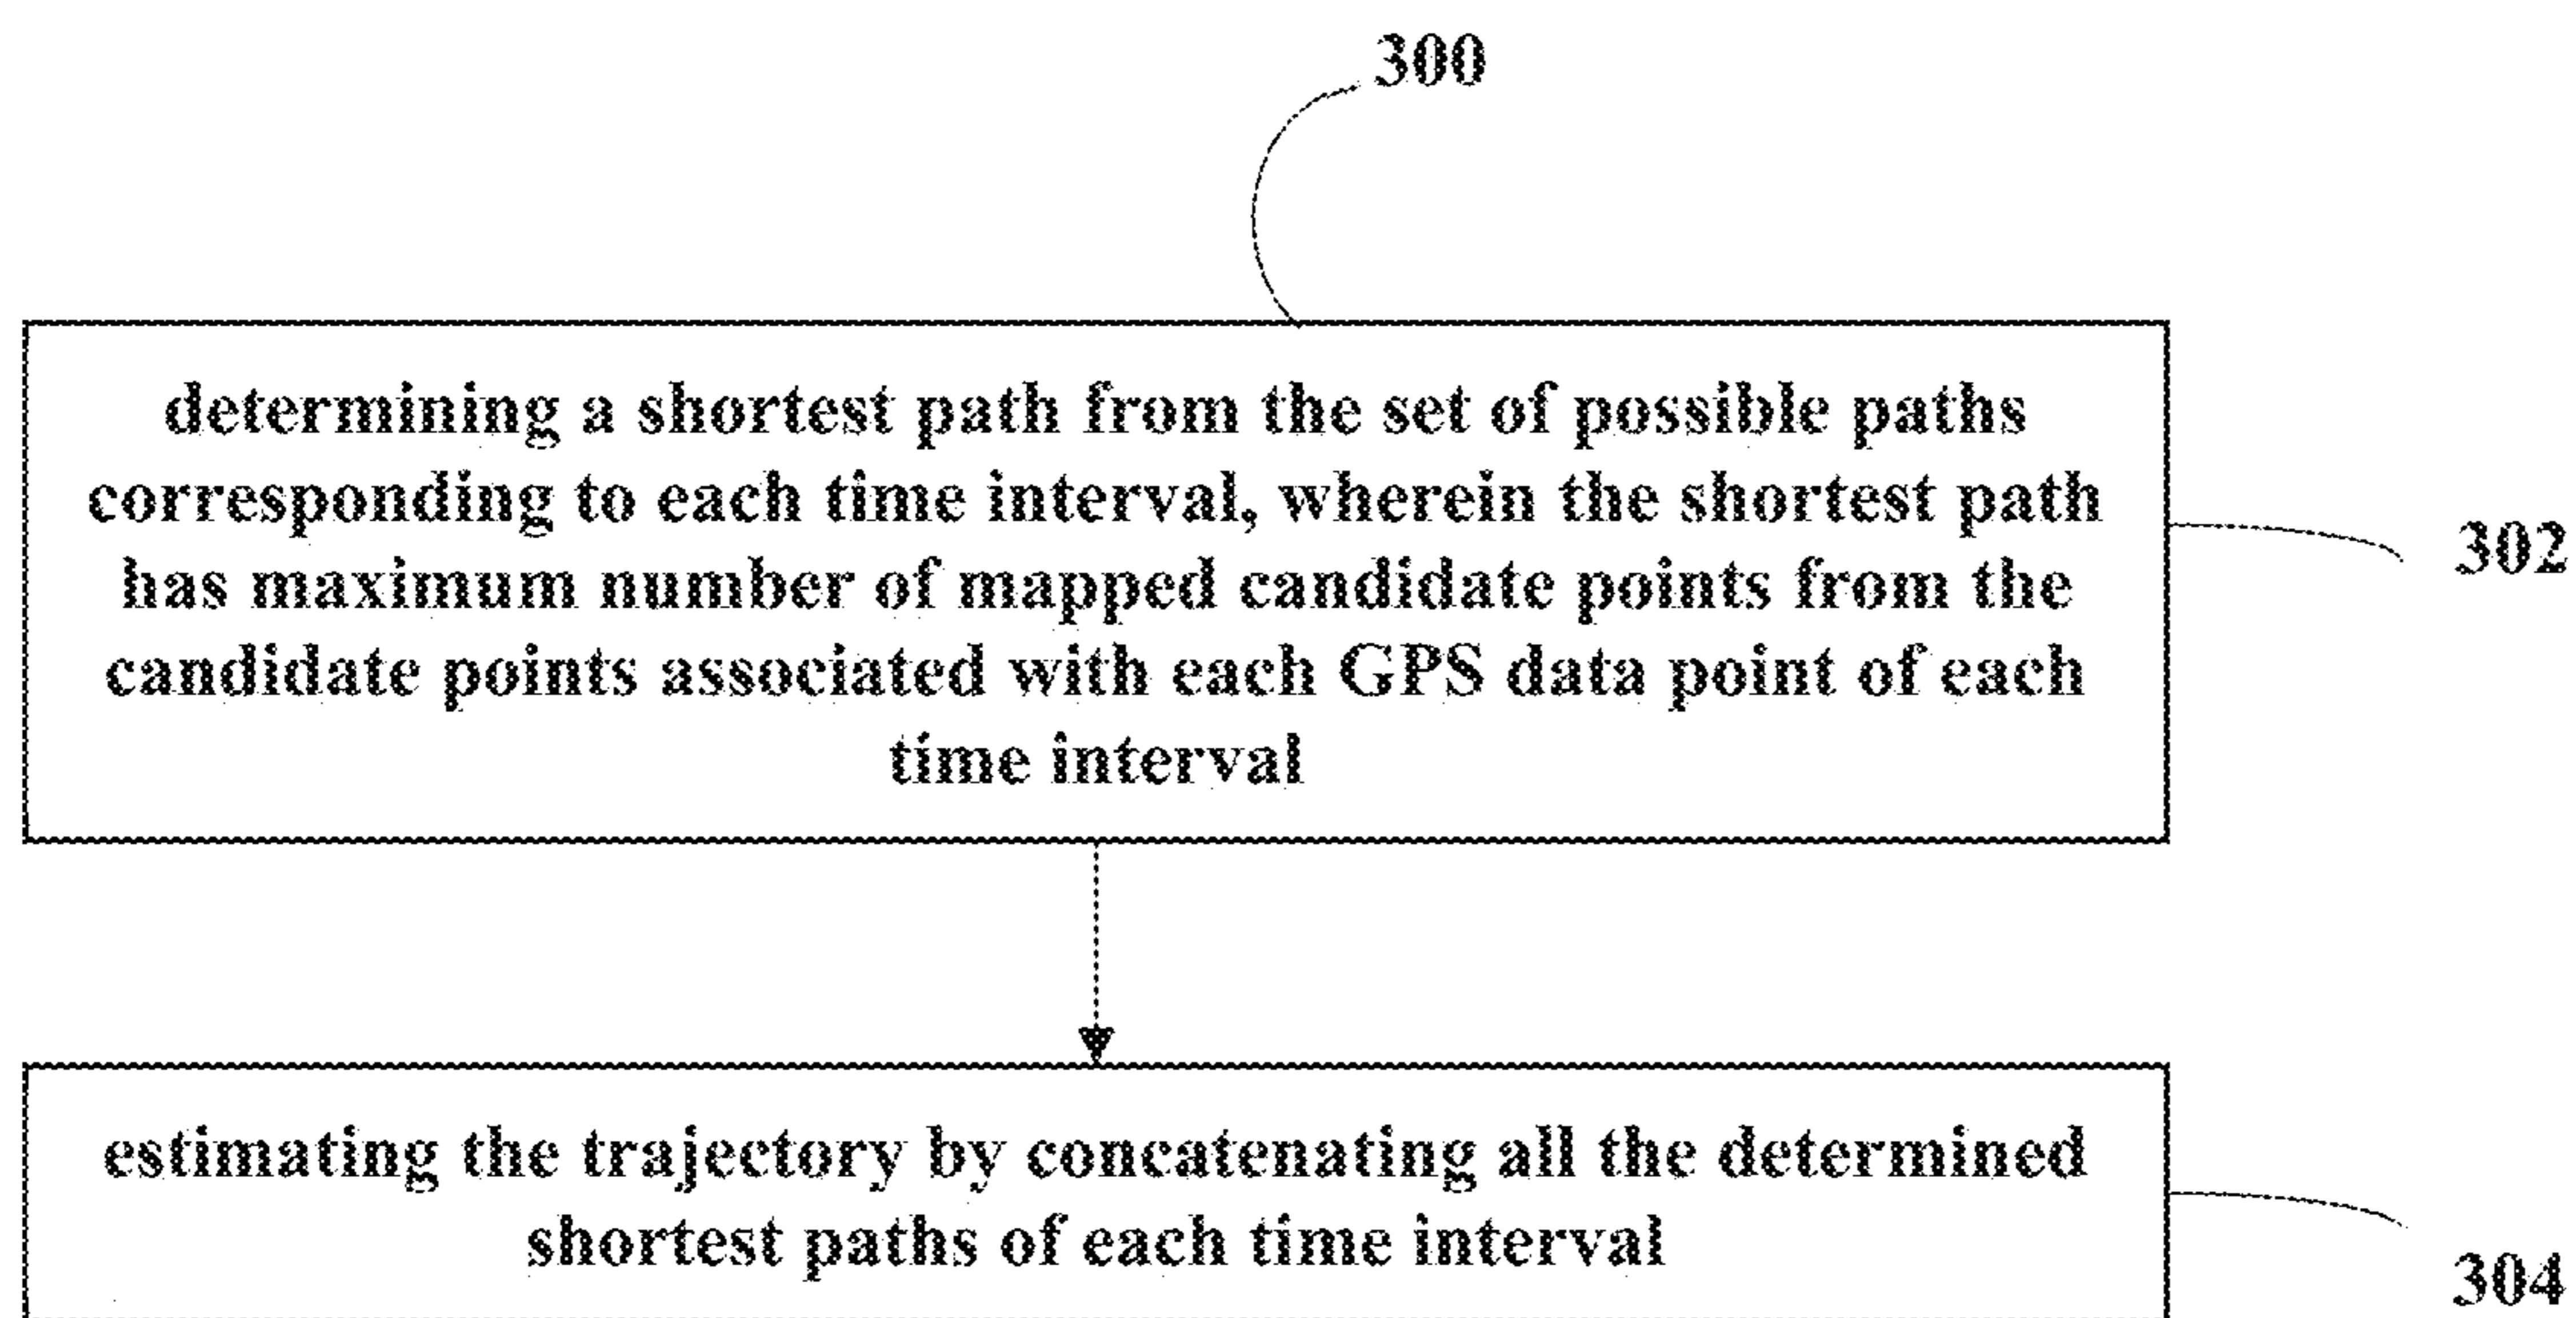 300
determining a shortest path from the set of possible paths
corresponding to each time interval, wherein the shortest path
has maximum number of mapped candidate points from the
candidate points associated with each GPS data point of each
time interval
302
estimating the trajectory by concatenating all the determined
shortest paths of each time interval
304